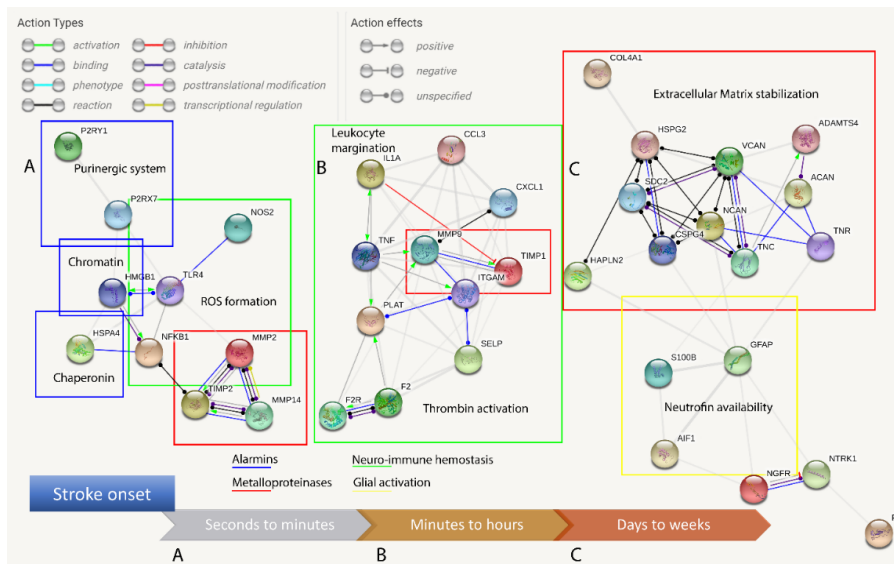 Action Types
activation
inhibition
binding
catalysis
phenotype
posttranslational modification
reaction
transcriptional regulation
Action effects
positive
negative
unspecified
A
P2RY1
Purinergic system
P2RX7
NOS2
Chromatin
HMGB1
TLR4
ROS formation
HSPA4
NFKB1
MMP2
Chaperonin
TIMP2
MMP14
B
Leukocyte
margination
IL1A
CCL3
CXCL1
TNF
MMP9
TIMP1
ITGAM
PLAT
SELP
F2R
F2
Thrombin activation
C
COL4A1
Extracellular Matrix stabilization
HSPG2
VCAN
ADAMTS4
SDC2
ACAN
NCAN
CSPG4
TNC
TNR
HAPLN2
S100B
GFAP
Neutrofin availability
AIF1
NGFR
NTRK1
Alarmins
Neuro-immune hemostasis
Metalloproteinases
Glial activation
Stroke onset
Seconds to minutes
Minutes to hours
Days to weeks
A
B
C